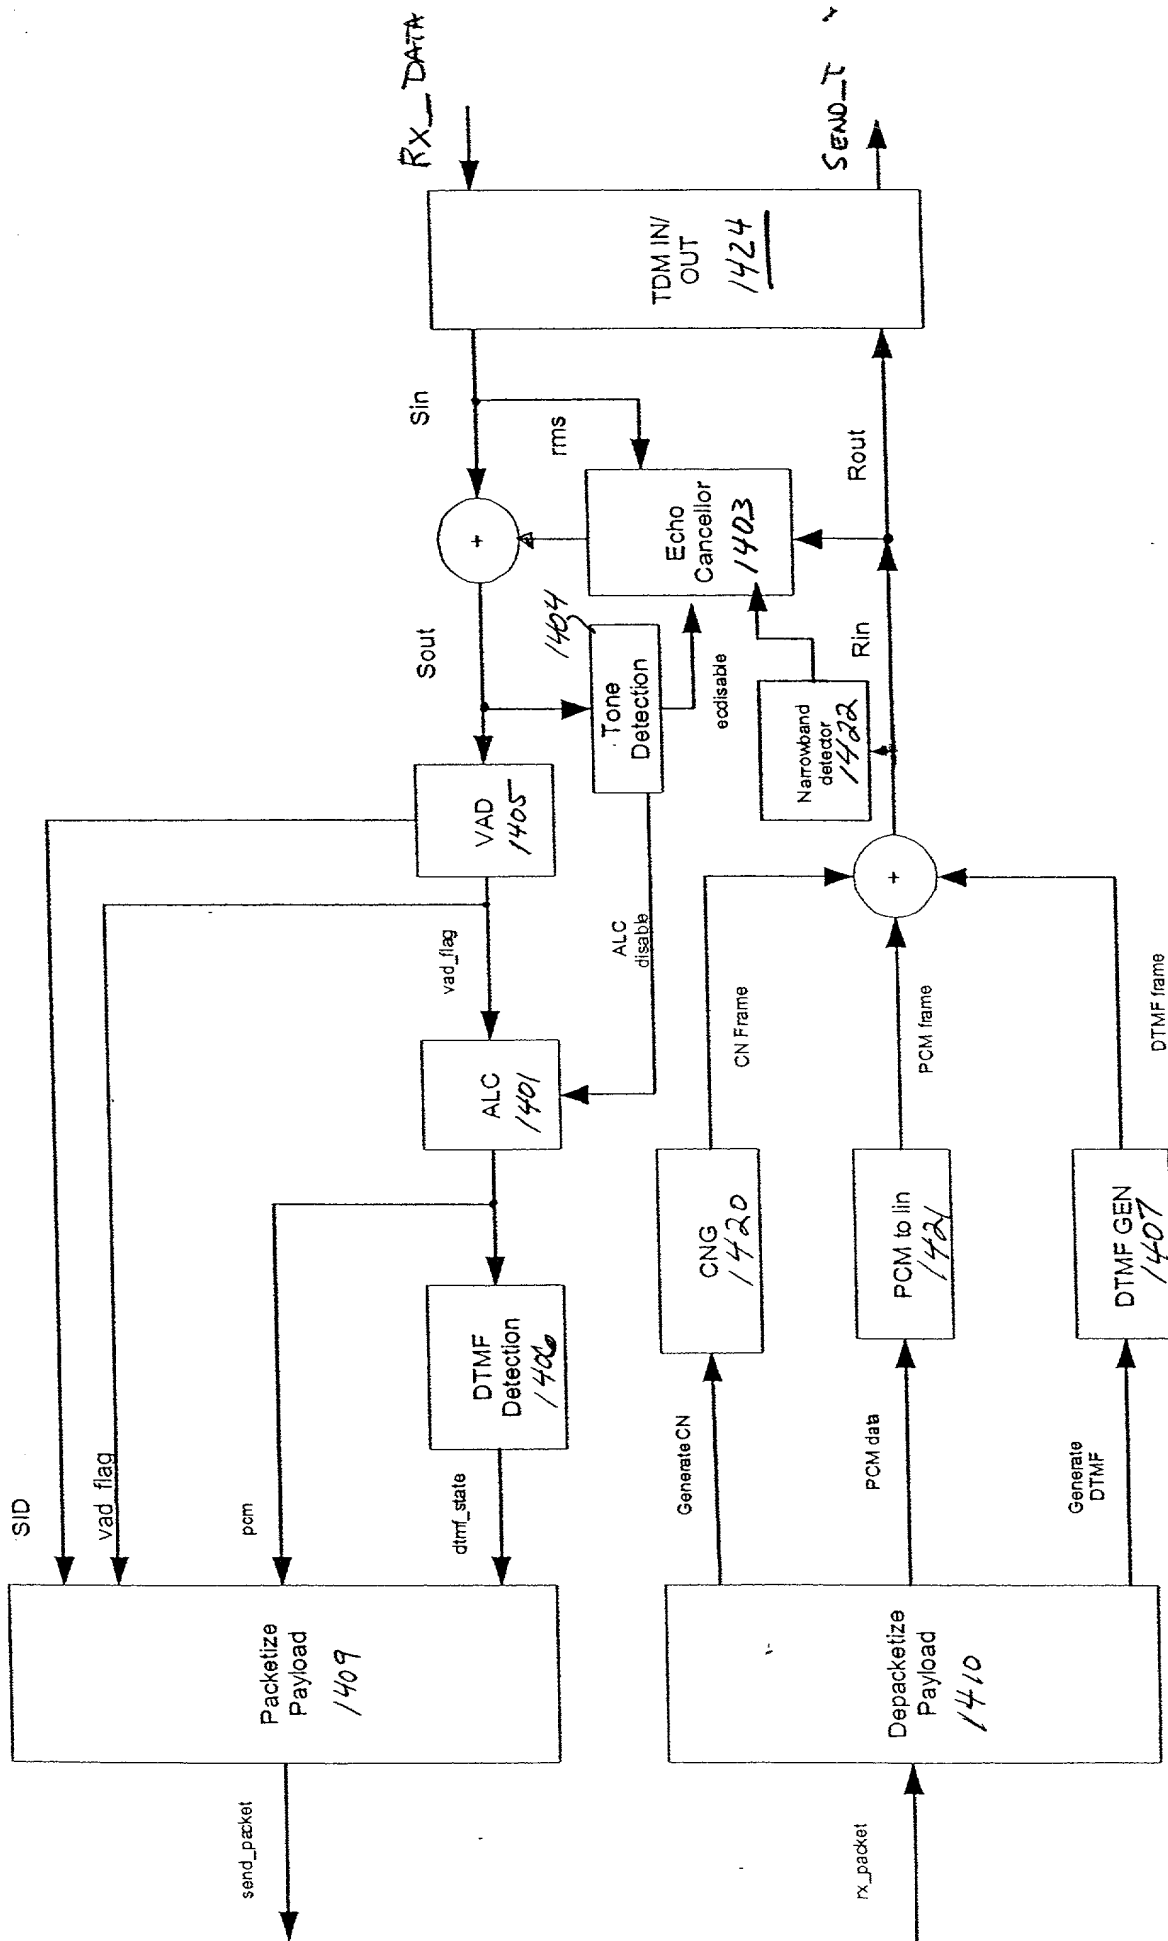 SID
vad_flag
pcm
dtmf_state
send_packet
Packetize
Payload
1409
DTMF
Detection
1406
ALC
1401
vad_flag
VAD
1405
ALC
disable
Tone
Detection
1404
ecdisable
Sout
+
Sin
rms
Echo
Cancellor
1403
RX_DATA
TDM IN/
OUT
1424
SEND_T
Rout
Rin
Narrowband
detector
1422
+
CN Frame
PCM frame
DTMF frame
CNG
1420
PCM to lin
1421
DTMF GEN
1407
Generate CN
PCM data
Generate
DTMF
Depacketize
Payload
1410
rx_packet